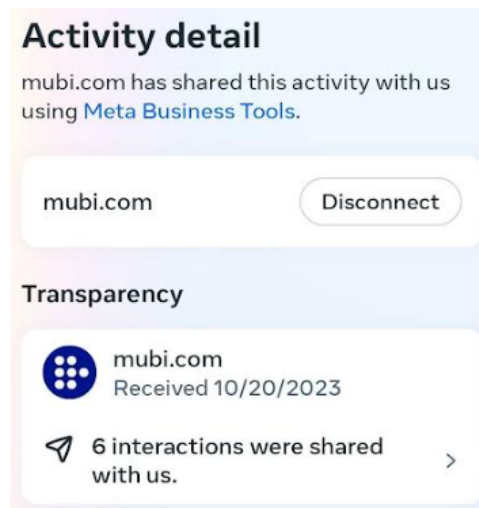 Activity detail
mubi.com has shared this activity with us
using Meta Business Tools.
mubi.com
Disconnect
Transparency
mubi.com
Received 10/20/2023
6 interactions were shared
with us.